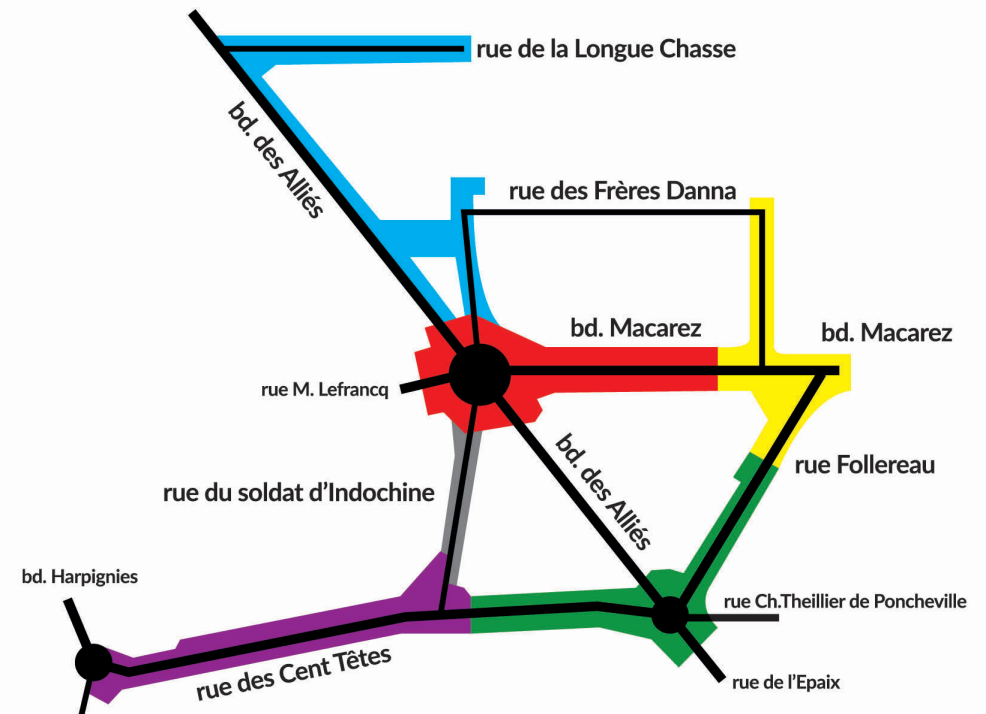 rue de la Longue Chasse
bd. des Alliés
rue des Frères Danna
bd. Macarez
bd. Macarez
rue M. Lefrancq
bd. des Alliés
rue Follereau
rue du soldat d'Indochine
bd. Harpignies
rue Ch.Theillier de Poncheville
rue des Cent Têtes
rue de l'Epaix